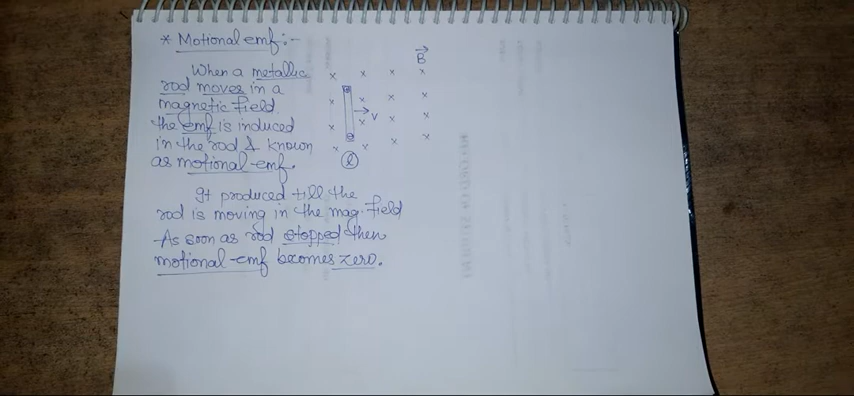 * Motional emf:-
When a metallic
rod moves in a
magnetic field.
the emf is induced
in the rod & known
as motional emf.
B
x x x x
x x x x
x x x x
x x x x
v
l
It produced till the
rod is moving in the mag. field
As soon as rod stopped then
motional emf becomes zero.